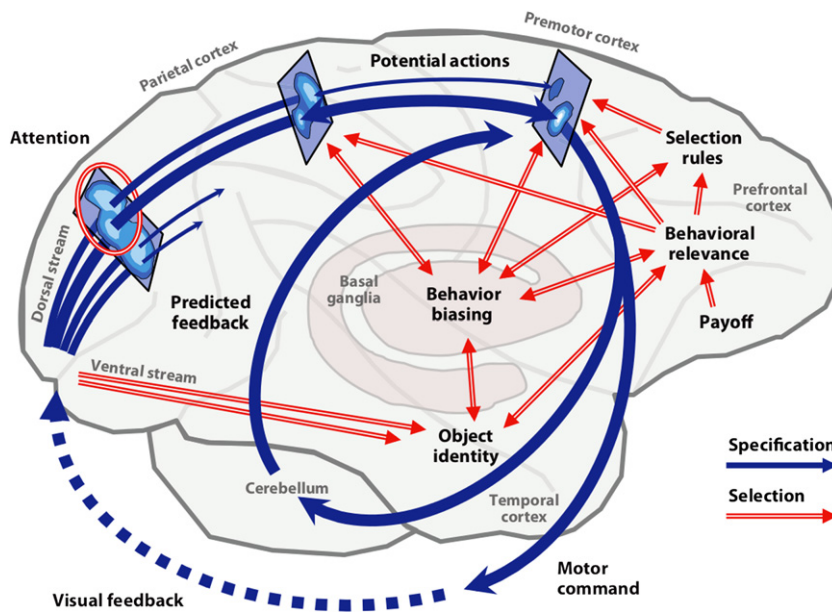 Premotor cortex
Parietal cortex
Potential actions
Attention
Selection
rules
Prefrontal
cortex
Dorsal stream
Behavioral
relevance
Basal
ganglia
Predicted
feedback
Behavior
biasing
Payoff
Ventral stream
Object
identity
Specification
Cerebellum
Temporal
cortex
Selection
Motor
command
Visual feedback